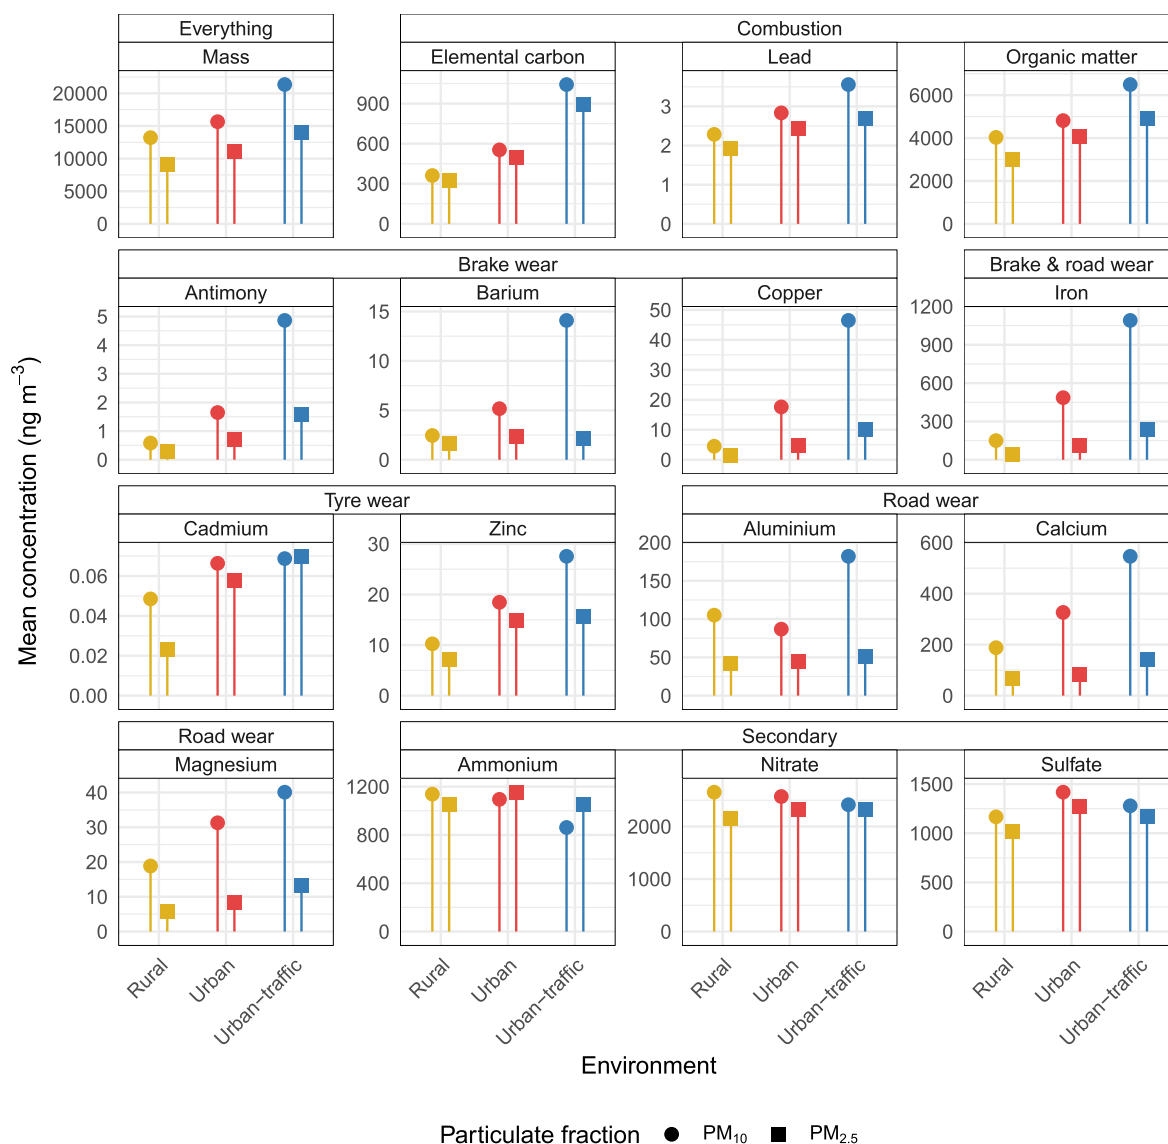 Everything
Combustion
Mass
Elemental carbon
Lead
Organic matter
20000
15000
10000
5000
0
900
600
300
0
3
2
1
0
6000
4000
2000
0
Brake wear
Brake & road wear
Antimony
Barium
Copper
Iron
5
4
3
2
1
0
15
10
5
0
50
40
30
20
10
0
1200
900
600
300
0
Mean concentration (ng m−3)
Tyre wear
Road wear
Cadmium
Zinc
Aluminium
Calcium
0.06
0.04
0.02
0.00
30
20
10
0
200
150
100
50
0
600
400
200
0
Road wear
Secondary
Magnesium
Ammonium
Nitrate
Sulfate
40
30
20
10
0
1200
800
400
0
2000
1000
0
1500
1000
500
0
Rural
Urban
Urban−traffic
Rural
Urban
Urban−traffic
Rural
Urban
Urban−traffic
Rural
Urban
Urban−traffic
Environment
Particulate fraction PM10 PM2.5